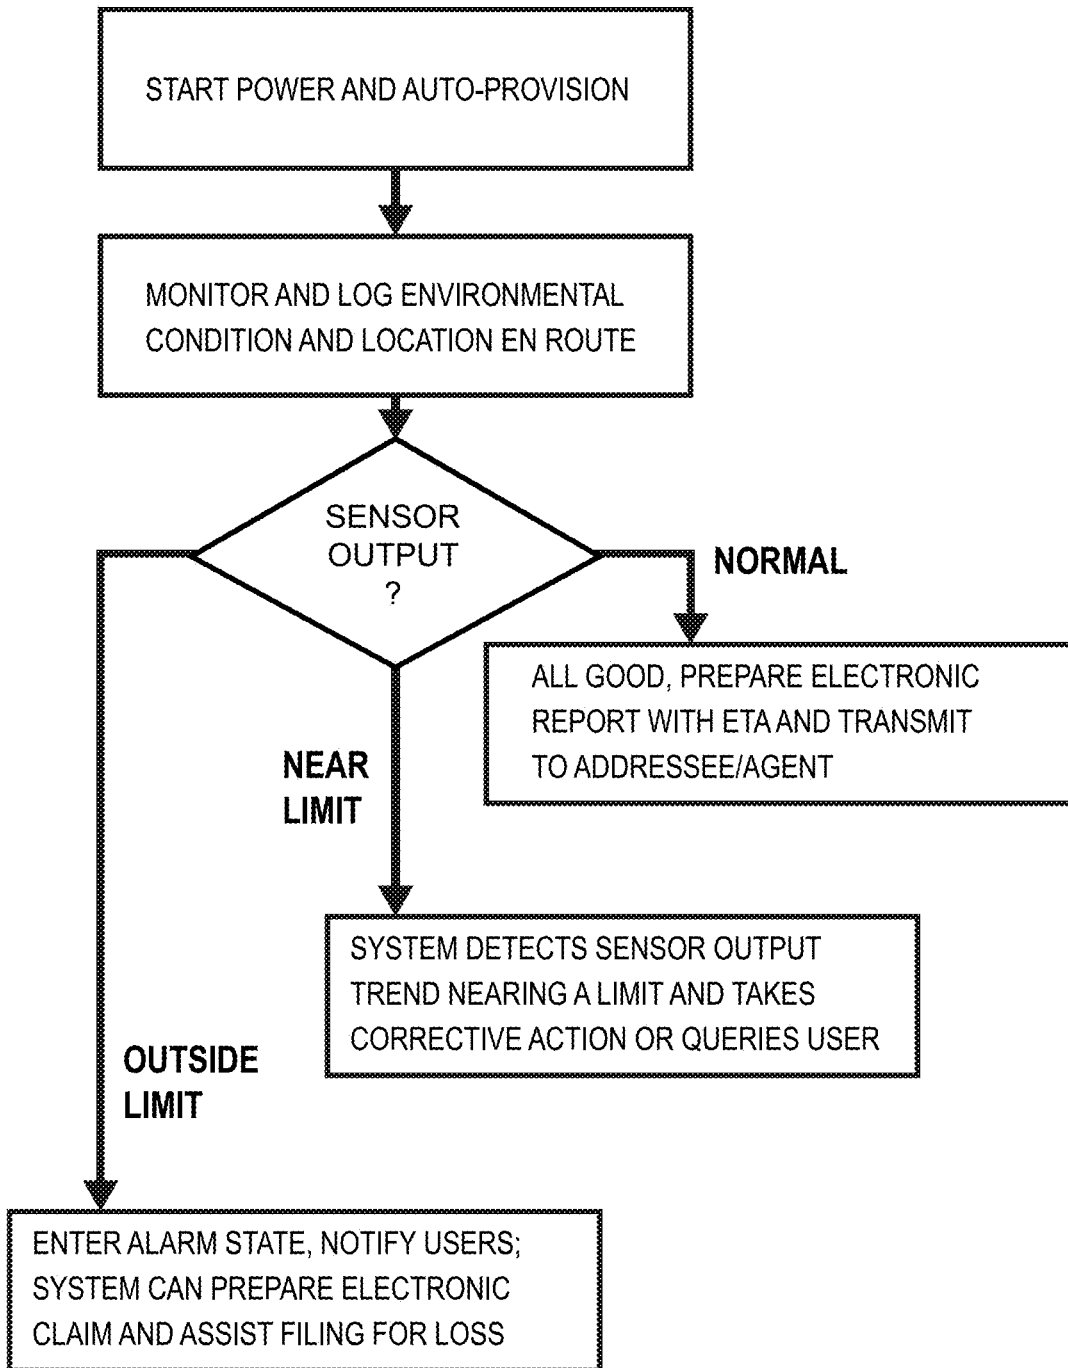 START POWER AND AUTO-PROVISION
MONITOR AND LOG ENVIRONMENTAL
CONDITION AND LOCATION EN ROUTE
SENSOR
OUTPUT
?
NORMAL
ALL GOOD, PREPARE ELECTRONIC
REPORT WITH ETA AND TRANSMIT
TO ADDRESSEE/AGENT
NEAR
LIMIT
SYSTEM DETECTS SENSOR OUTPUT
TREND NEARING A LIMIT AND TAKES
CORRECTIVE ACTION OR QUERIES USER
OUTSIDE
LIMIT
ENTER ALARM STATE, NOTIFY USERS;
SYSTEM CAN PREPARE ELECTRONIC
CLAIM AND ASSIST FILING FOR LOSS